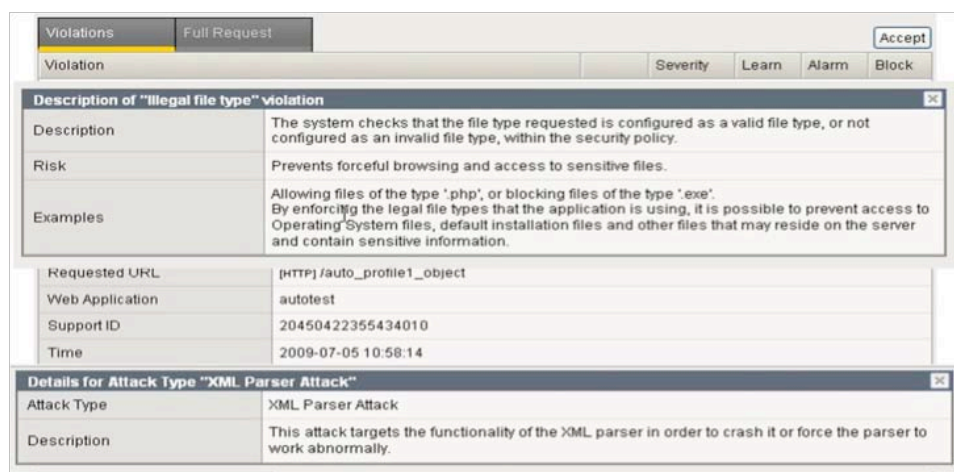 Violations Full Request
Accept
Violation Severity Learn Alarm Block
Description of "Illegal file type" violation
Description The system checks that the file type requested is configured as a valid file type, or not
configured as an invalid file type, within the security policy.
Risk Prevents forceful browsing and access to sensitive files.
Examples
Allowing files of the type '.php', or blocking files of the type '.exe'.
By enforcing the legal file types that the application is using, it is possible to prevent access to
Operating System files, default installation files and other files that may reside on the server
and contain sensitive information.
Requested URL [HTTP] /auto_profile1_object
Web Application autotest
Support ID 20450422355434010
Time 2009-07-05 10:58:14
Details for Attack Type "XML Parser Attack"
Attack Type XML Parser Attack
Description This attack targets the functionality of the XML parser in order to crash it or force the parser to
work abnormally.